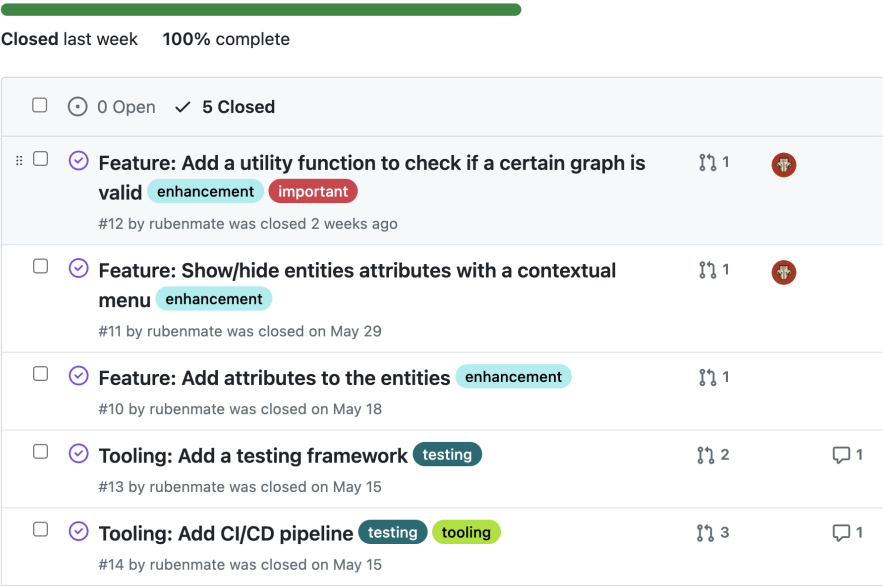 Closed last week 100% complete
0 Open 5 Closed
Feature: Add a utility function to check if a certain graph is 1
valid enhancement important
#12 by rubenmate was closed 2 weeks ago
Feature: Show/hide entities attributes with a contextual 1
menu enhancement
#11 by rubenmate was closed on May 29
Feature: Add attributes to the entities enhancement 1
#10 by rubenmate was closed on May 18
Tooling: Add a testing framework testing 2 1
#13 by rubenmate was closed on May 15
Tooling: Add CI/CD pipeline testing tooling 3 1
#14 by rubenmate was closed on May 15